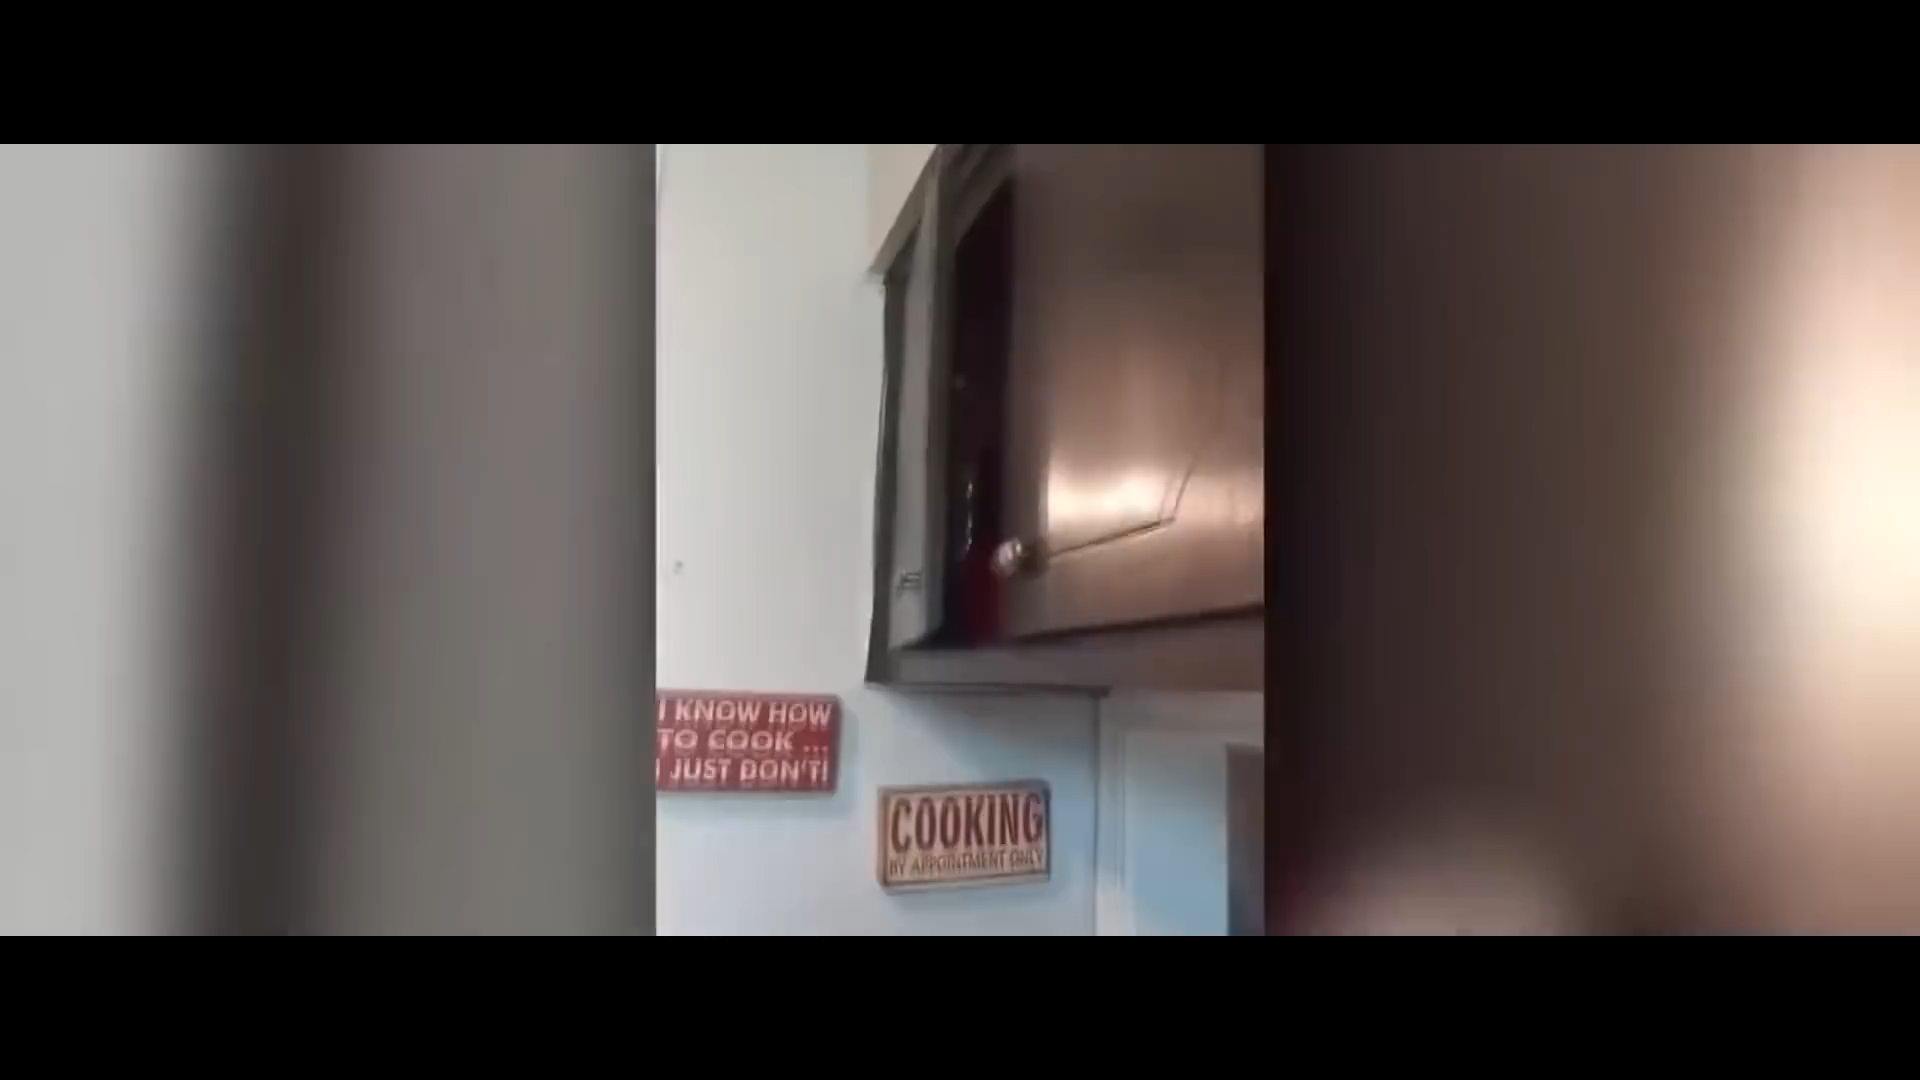 I KNOW HOW
TO COOK ...
I JUST DON'T!
COOKING
BY APPOINTMENT ONLY